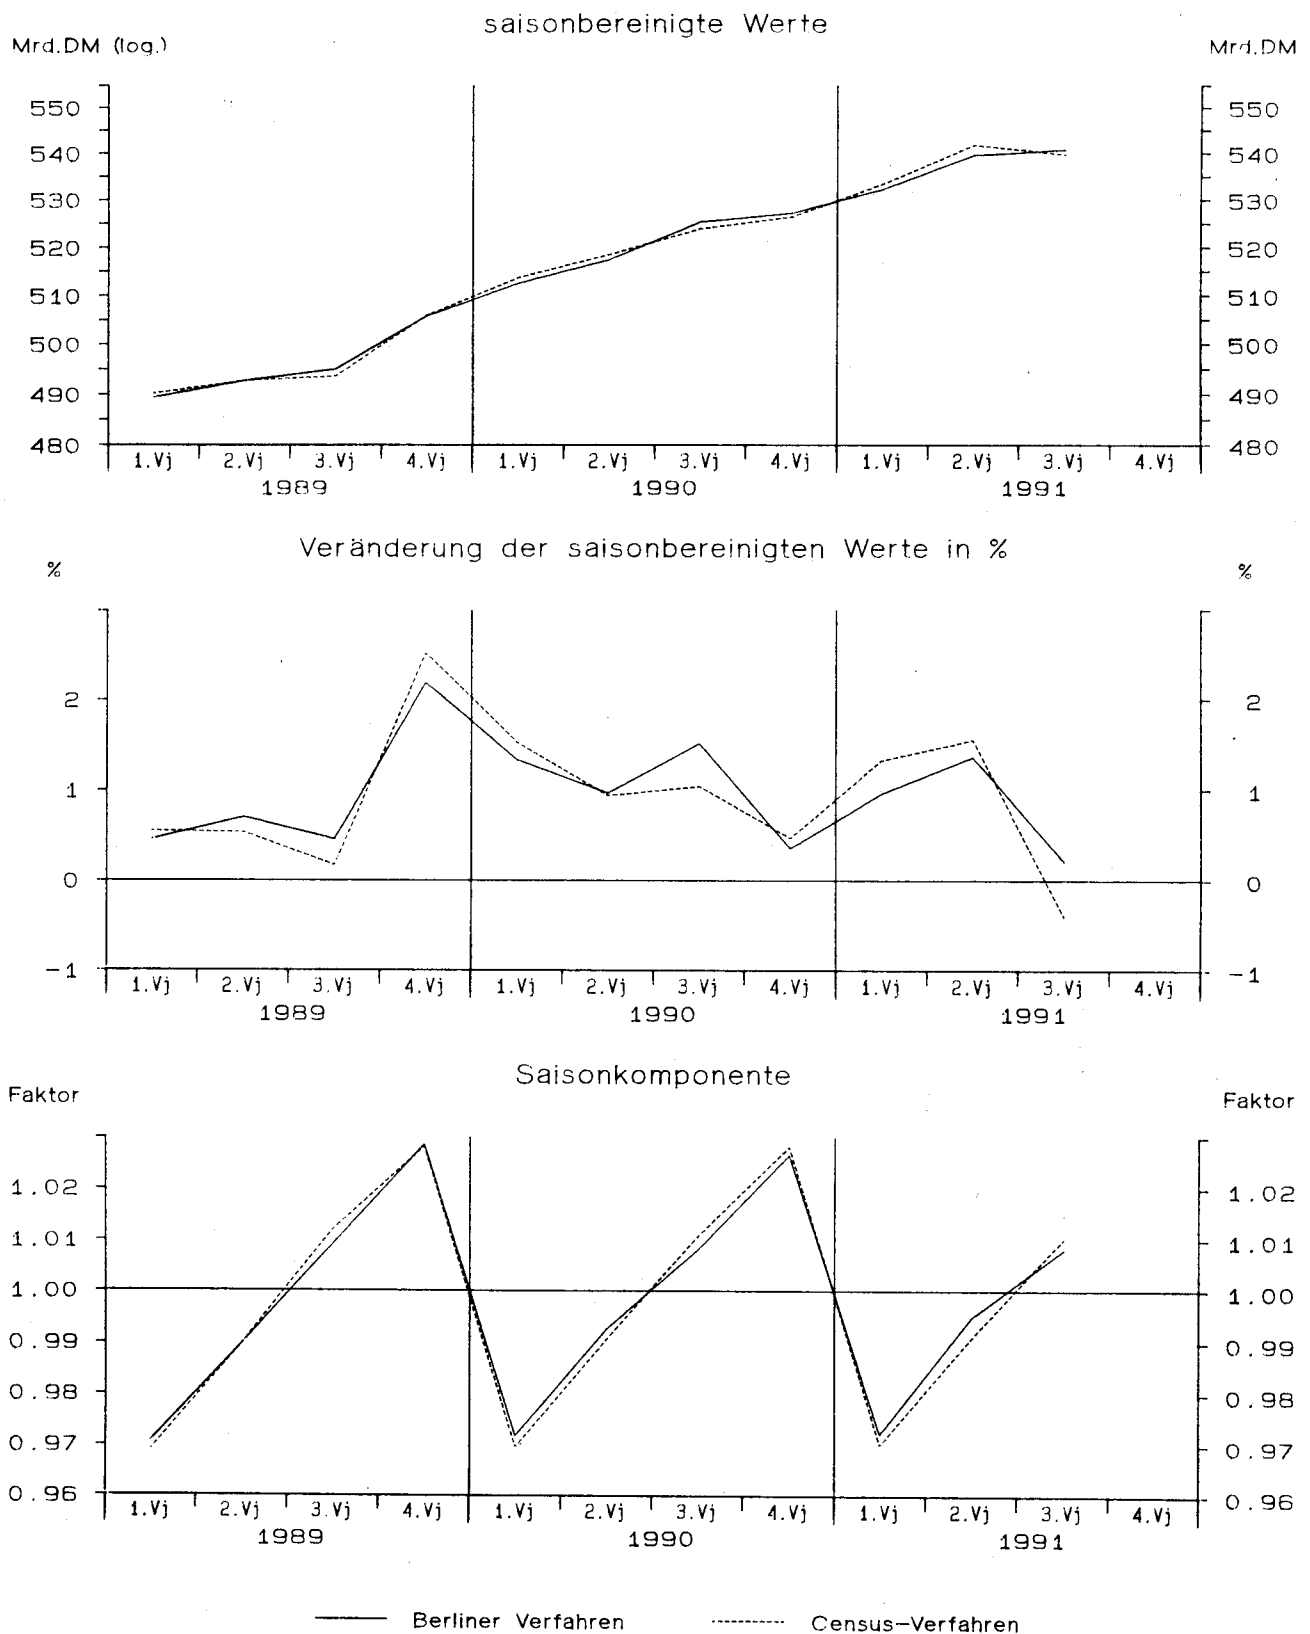 saisonbereinigte Werte
Mrd.DM (log.) Mrd.DM
550 550
540 540
530 530
520 520
510 510
500 500
490 490
480 480
1.Vj 2.Vj 3.Vj 4.Vj 1.Vj 2.Vj 3.Vj 4.Vj 1.Vj 2.Vj 3.Vj 4.Vj
1989 1990 1991
Veränderung der saisonbereinigten Werte in %
% %
2 2
1 1
0 0
-1 -1
1.Vj 2.Vj 3.Vj 4.Vj 1.Vj 2.Vj 3.Vj 4.Vj 1.Vj 2.Vj 3.Vj 4.Vj
1989 1990 1991
Saisonkomponente
Faktor Faktor
1.02 1.02
1.01 1.01
1.00 1.00
0.99 0.99
0.98 0.98
0.97 0.97
0.96 0.96
1.Vj 2.Vj 3.Vj 4.Vj 1.Vj 2.Vj 3.Vj 4.Vj 1.Vj 2.Vj 3.Vj 4.Vj
1989 1990 1991
Berliner Verfahren Census-Verfahren